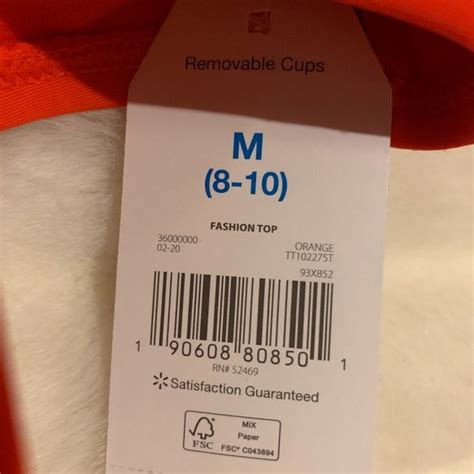 Removable Cups
M
(8-10)
FASHION TOP
36000000 ORANGE
02-20 TT102275T
93X852
1 90608 80850 1
RN# 52469
Satisfaction Guaranteed
FSC
MIX
Paper
FSC® C043894